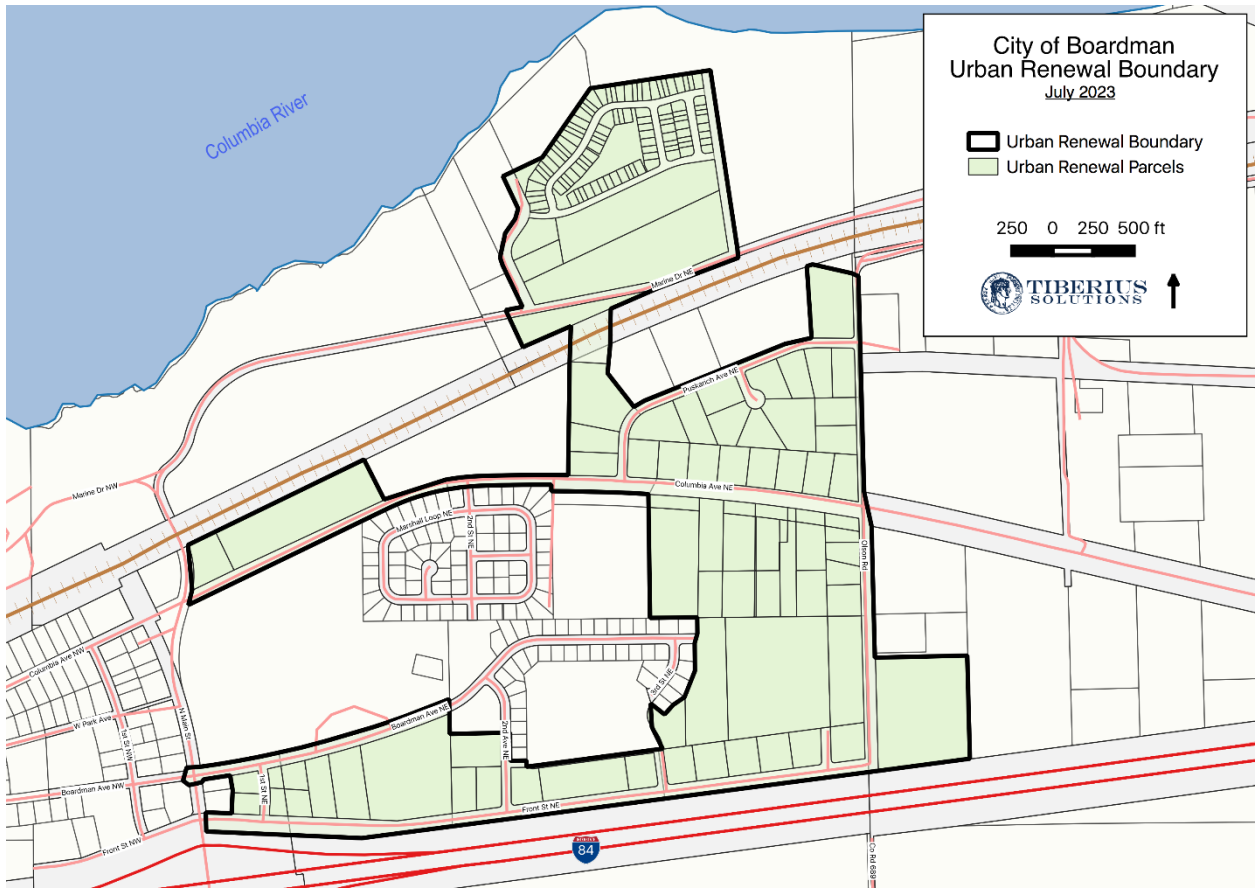 City of Boardman
Urban Renewal Boundary
July 2023
Urban Renewal Boundary
Urban Renewal Parcels
250 0 250 500 ft
TIBERIUS
SOLUTIONS
Columbia River
Marine Dr NE
Puskarich Ave NE
Columbia Ave NE
Marine Dr NW
Marshall Loop NE
2nd St NE
Olson Rd
Columbia Ave NW
W Park Ave
1st St NW
N Main St
3rd St NE
Boardman Ave NE
2nd Ave NE
Boardman Ave NW
1st St NE
Front St NE
Front St NW
84
Co Rd 689